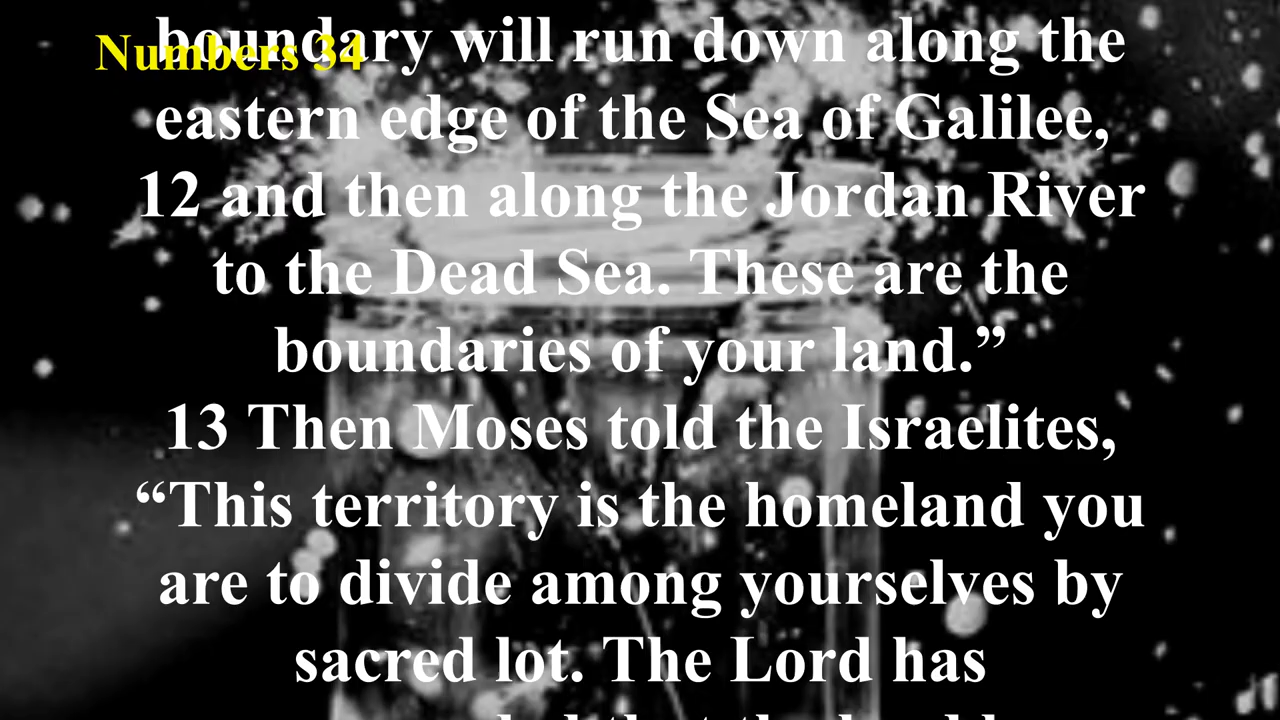 Numbers 34
boundary will run down along the
eastern edge of the Sea of Galilee,
12 and then along the Jordan River
to the Dead Sea. These are the
boundaries of your land.”
13 Then Moses told the Israelites,
“This territory is the homeland you
are to divide among yourselves by
sacred lot. The Lord has